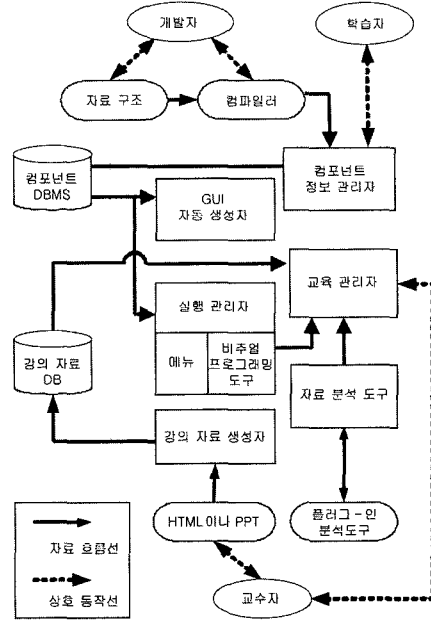 개발자
학습자
자료 구조
컴파일러
컴포넌트
DBMS
컴포넌트
정보 관리자
GUI
자동 생성자
교육 관리자
실행 관리자
메뉴
비주얼
프로그래밍
도구
강의 자료
DB
자료 분석 도구
강의 자료 생성자
HTML이나 PPT
플러그-인
분석도구
자료 흐름선
상호 동작선
교수자